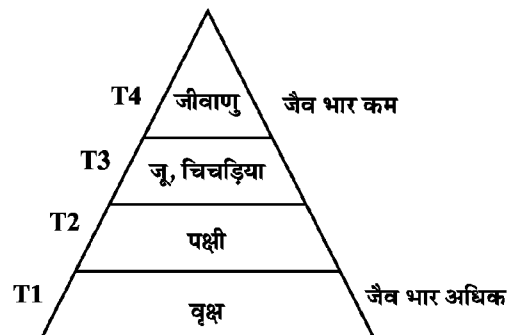 T4 जीवाणु जैव भार कम
T3 जू, चिचड़िया
T2 पक्षी
T1 वृक्ष जैव भार अधिक